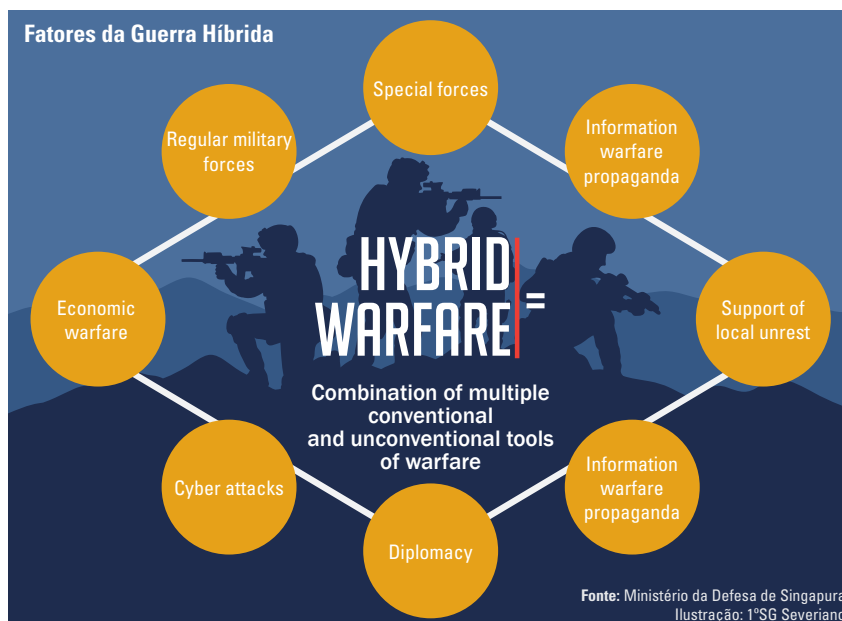 Fatores da Guerra Híbrida
Special forces
Regular military
forces
Information
warfare
propaganda
HYBRID
WARFARE =
Economic
warfare
Support of
local unrest
Combination of multiple
conventional
and unconventional tools
of warfare
Cyber attacks
Information
warfare
propaganda
Diplomacy
Fonte: Ministério da Defesa de Singapura
Ilustração: 1ºSG Severiano